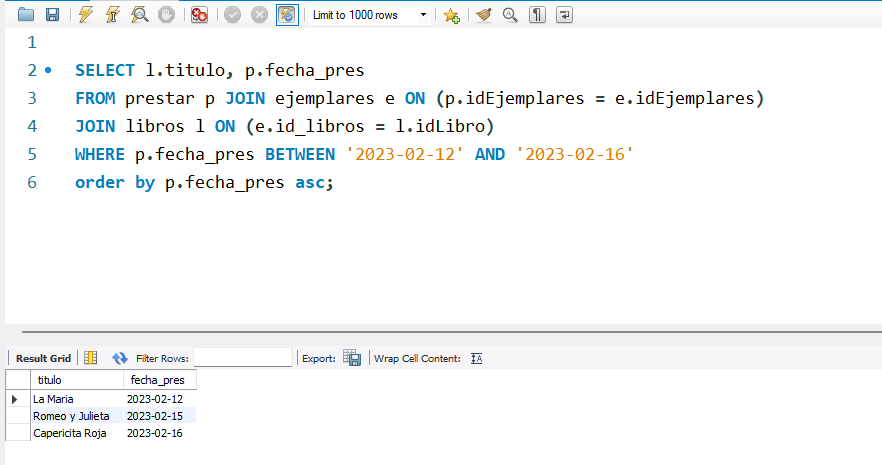 Limit to 1000 rows
1
2 SELECT l.titulo, p.fecha_pres
3 FROM prestar p JOIN ejemplares e ON (p.idEjemplares = e.idEjemplares)
4 JOIN libros l ON (e.id_libros = l.idLibro)
5 WHERE p.fecha_pres BETWEEN '2023-02-12' AND '2023-02-16'
6 order by p.fecha_pres asc;
Result Grid Filter Rows: Export: Wrap Cell Content:
titulo fecha_pres
La Maria 2023-02-12
Romeo y Julieta 2023-02-15
Capericita Roja 2023-02-16